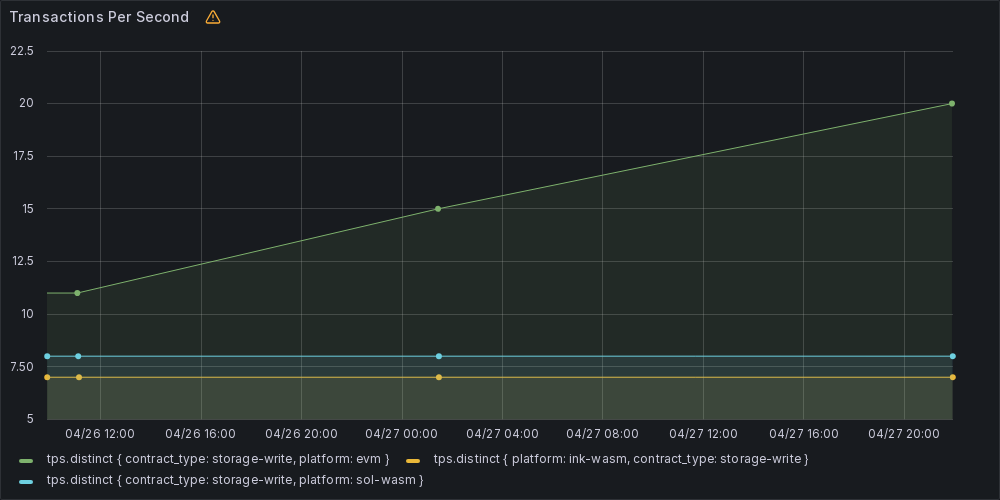 Transactions Per Second
22.5
20
17.5
15
12.5
10
7.50
5
04/26 12:00 04/26 16:00 04/26 20:00 04/27 00:00 04/27 04:00 04/27 08:00 04/27 12:00 04/27 16:00 04/27 20:00
tps.distinct { contract_type: storage-write, platform: evm } tps.distinct { platform: ink-wasm, contract_type: storage-write }
tps.distinct { contract_type: storage-write, platform: sol-wasm }